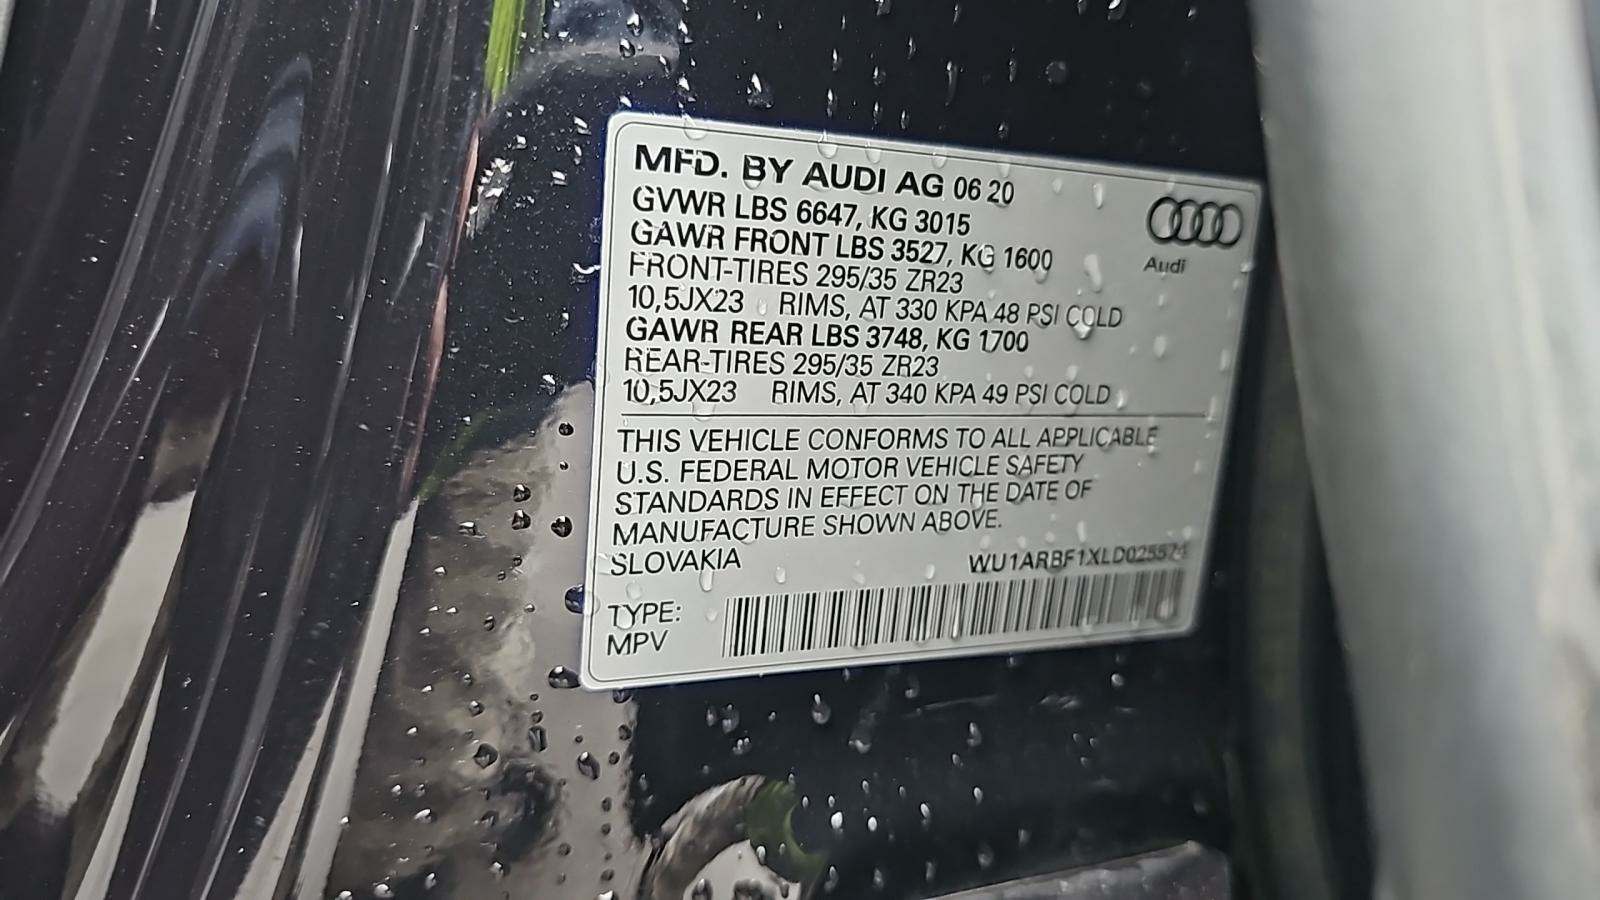 MFD. BY AUDI AG 06 20
GVWR LBS 6647, KG 3015
GAWR FRONT LBS 3527, KG 1600
FRONT-TIRES 295/35 ZR23
10,5JX23 RIMS, AT 330 KPA 48 PSI COLD
GAWR REAR LBS 3748, KG 1700
REAR-TIRES 295/35 ZR23
10,5JX23 RIMS, AT 340 KPA 49 PSI COLD
Audi
THIS VEHICLE CONFORMS TO ALL APPLICABLE
U.S. FEDERAL MOTOR VEHICLE SAFETY
STANDARDS IN EFFECT ON THE DATE OF
MANUFACTURE SHOWN ABOVE.
SLOVAKIA WU1ARBF1XLD025574
TYPE:
MPV